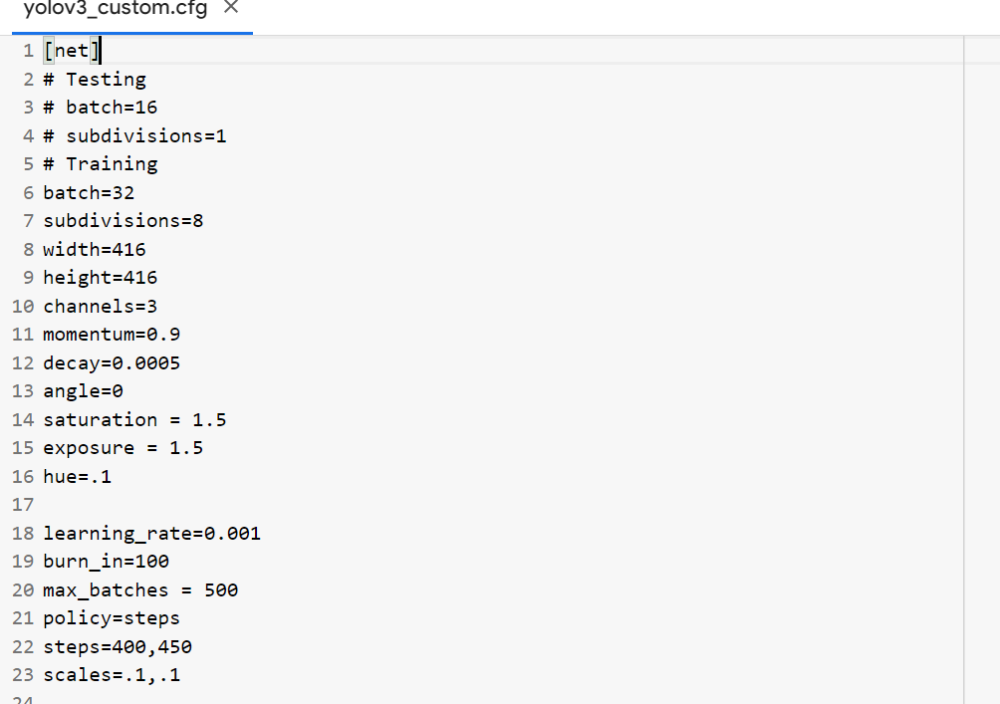 yolov3_custom.cfg ×
1 [net]
2 # Testing
3 # batch=16
4 # subdivisions=1
5 # Training
6 batch=32
7 subdivisions=8
8 width=416
9 height=416
10 channels=3
11 momentum=0.9
12 decay=0.0005
13 angle=0
14 saturation = 1.5
15 exposure = 1.5
16 hue=.1
17
18 learning_rate=0.001
19 burn_in=100
20 max_batches = 500
21 policy=steps
22 steps=400,450
23 scales=.1,.1
24